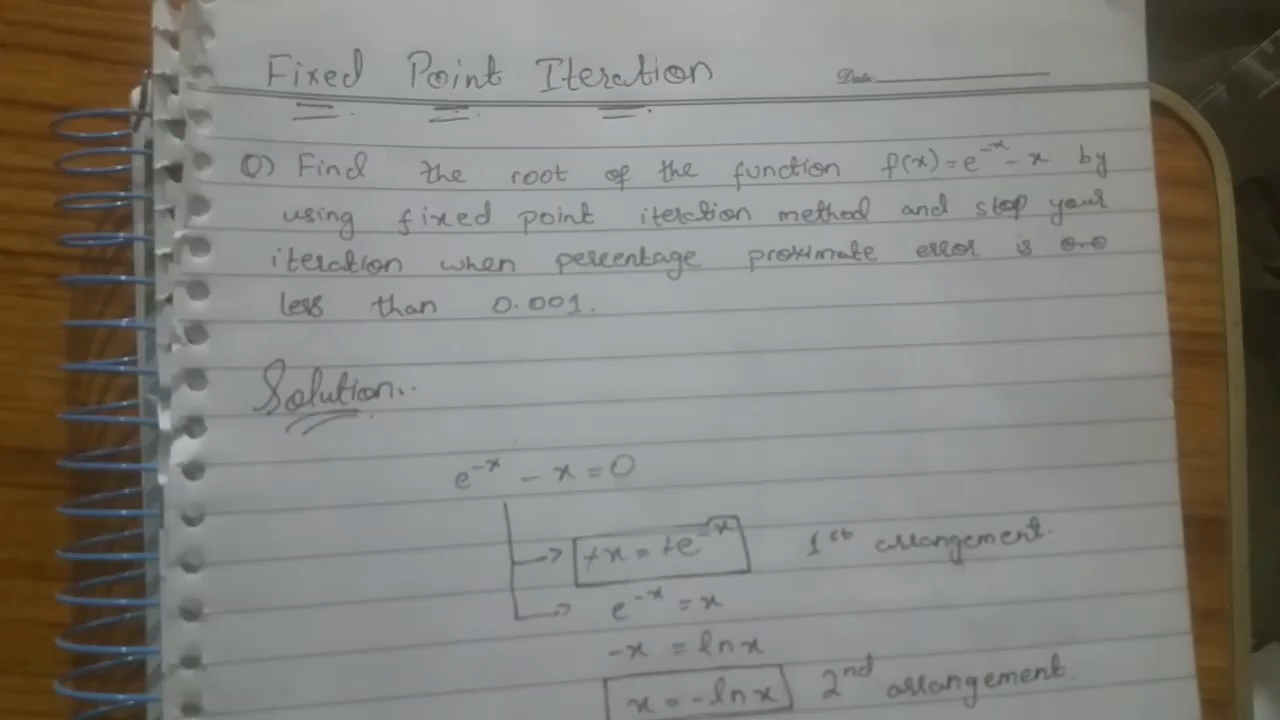 Fixed Point Iteration
Date:
Q) Find the root of the function f(x) = e^-x - x by
using fixed point iteration method and stop your
iteration when percentage proximate error is
less than 0.001.
Solution..
e^-x - x = 0
+x = +e^-x 1st arrangement.
e^-x = x
-x = ln x
x = -ln x 2nd arrangement.